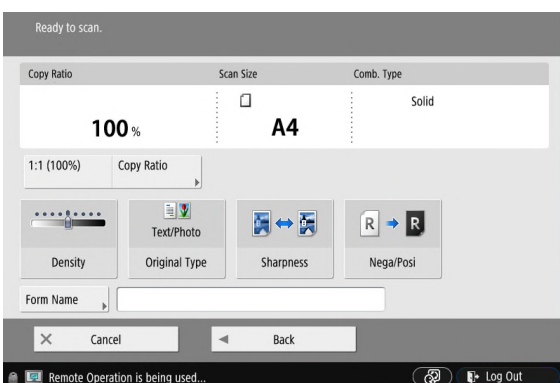 Ready to scan.
Copy Ratio Scan Size Comb. Type
100 % A4 Solid
1:1 (100%) Copy Ratio
Text/Photo R R
Density Original Type Sharpness Nega/Posi
Form Name
Cancel Back
Remote Operation is being used... Log Out